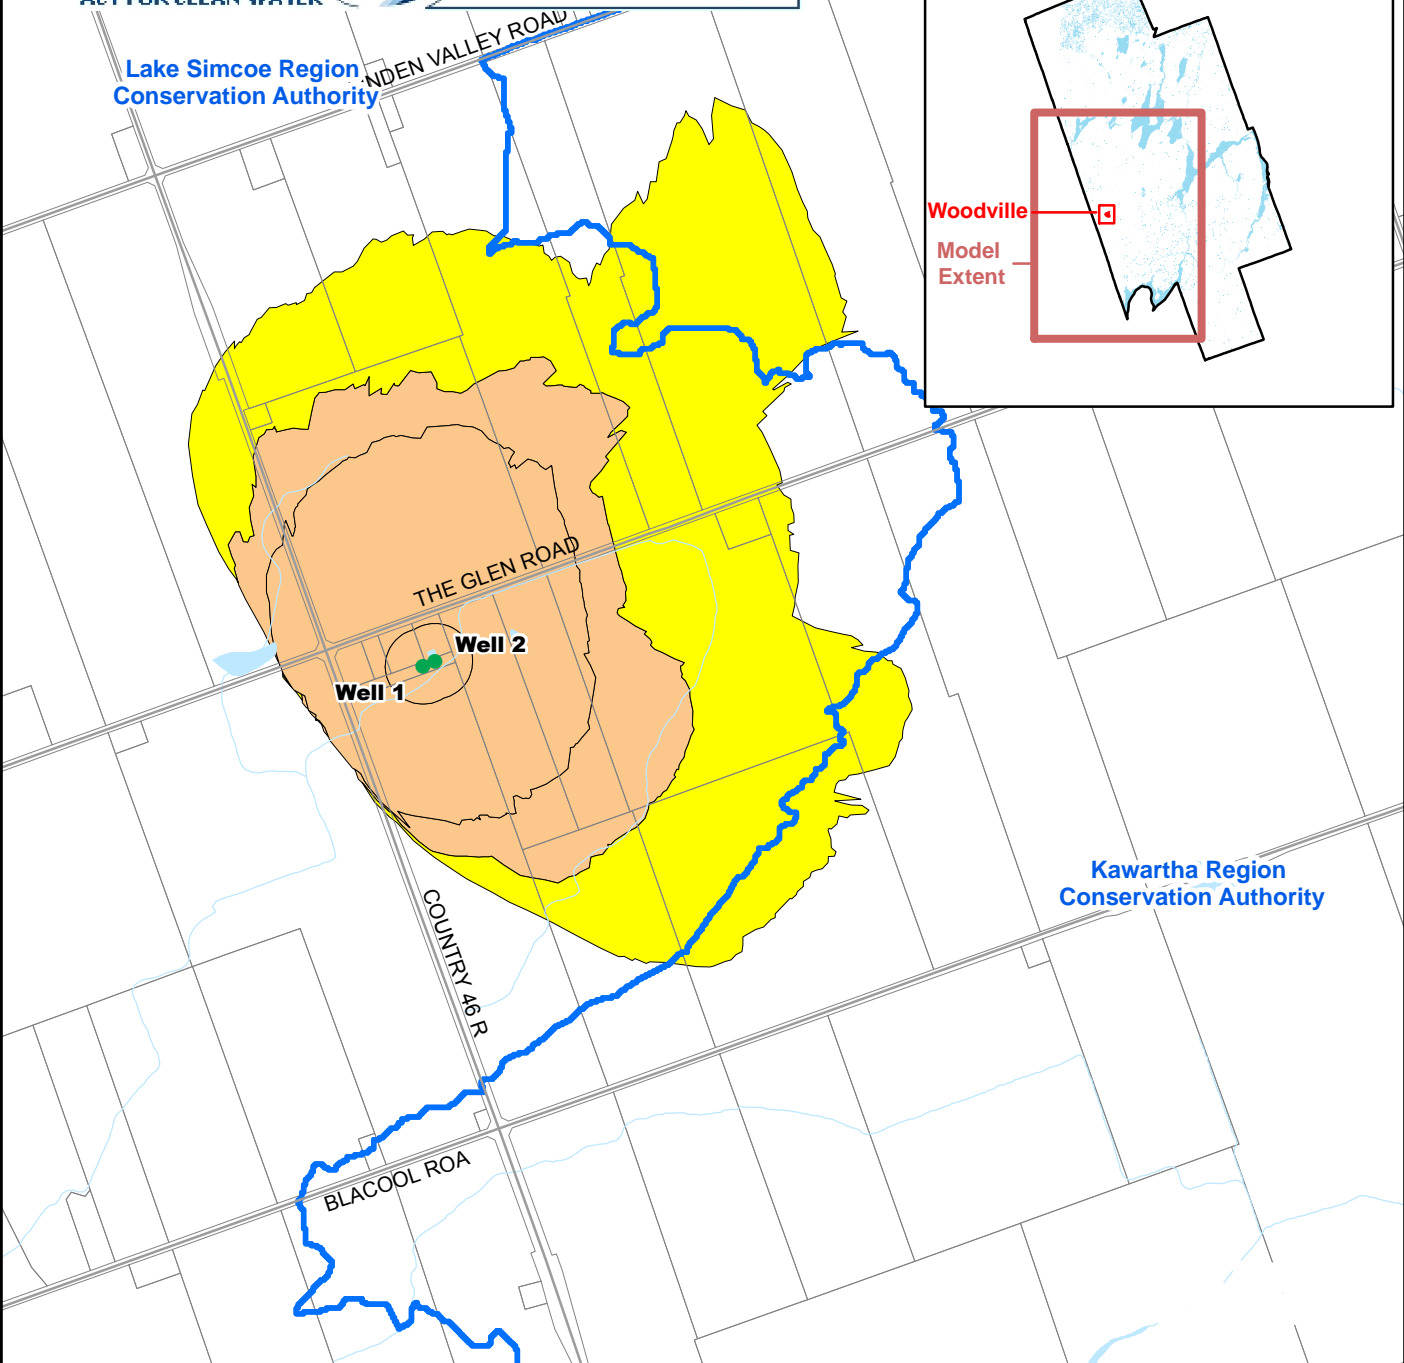 Lake Simcoe Region
Conservation Authority
NDEN VALLEY ROAD
Woodville
Model
Extent
THE GLEN ROAD
Well 2
Well 1
COUNTRY 46 R
Kawartha Region
Conservation Authority
BLACOOL ROA